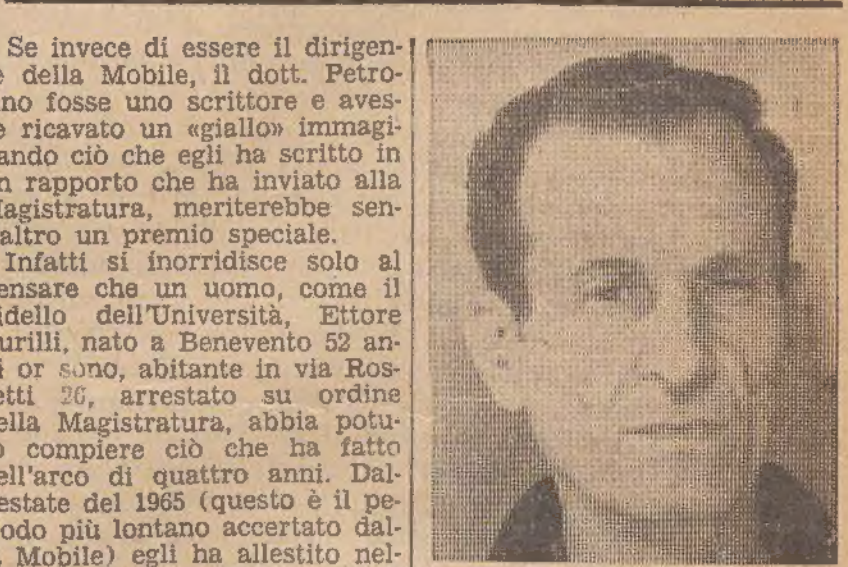 Se invece di essere il dirigen-
e della Mobile, il dott. Petro-
no fosse uno scrittore e aves-
e ricavato un «giallo» immagi-
ando ciò che egli ha scritto in
n rapporto che ha inviato alla
agistratura, meriterebbe sen-
altro un premio speciale.
Infatti si inorridisce solo al
ensare che un uomo, come il
idello dell'Università, Ettore
urilli, nato a Benevento 52 an-
i or sono, abitante in via Ros-
etti 26, arrestato su ordine
ella Magistratura, abbia potu-
o compiere ciò che ha fatto
ell'arco di quattro anni. Dal-
estate del 1965 (questo è il pe-
odo più lontano accertato dal-
. Mobile) egli ha allestito nel-